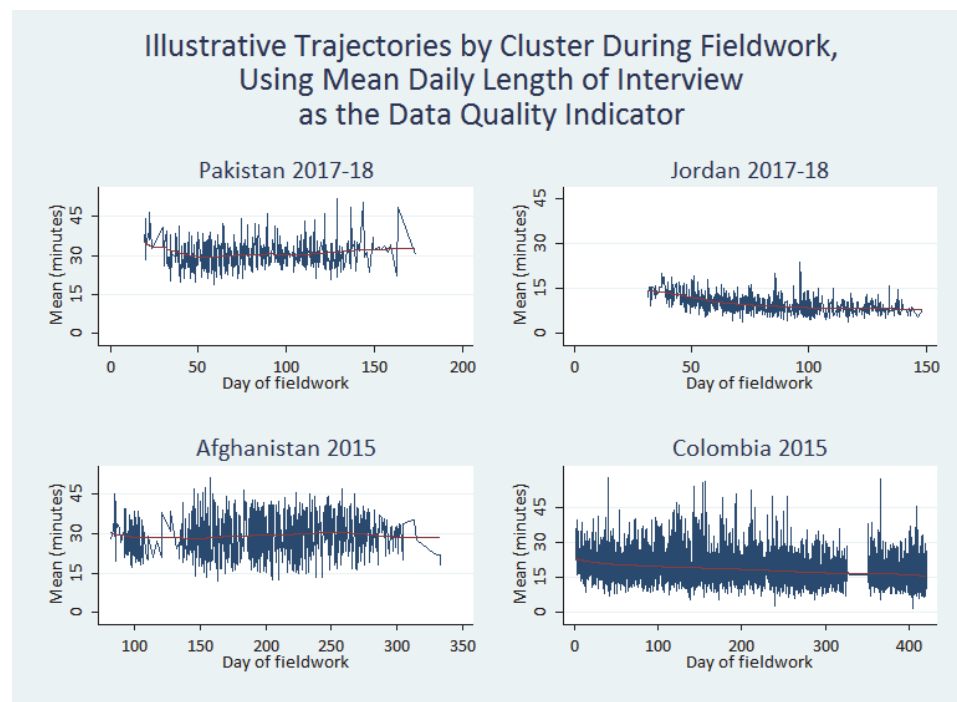 Illustrative Trajectories by Cluster During Fieldwork,
Using Mean Daily Length of Interview
as the Data Quality Indicator
Pakistan 2017-18
Mean (minutes)
45
30
15
0
0 50 100 150 200
Day of fieldwork
Jordan 2017-18
Mean (minutes)
45
30
15
0
0 50 100 150
Day of fieldwork
Afghanistan 2015
Mean (minutes)
45
30
15
0
100 150 200 250 300 350
Day of fieldwork
Colombia 2015
Mean (minutes)
45
30
15
0
0 100 200 300 400
Day of fieldwork